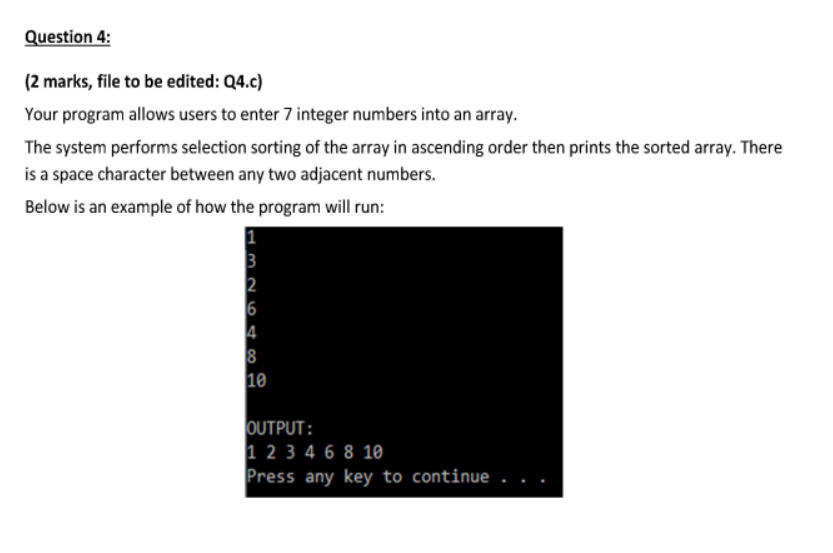 Question 4:
(2 marks, file to be edited: Q4.c)
Your program allows users to enter 7 integer numbers into an array.
The system performs selection sorting of the array in ascending order then prints the sorted array. There
is a space character between any two adjacent numbers.
Below is an example of how the program will run:
1
3
2
6
4
8
10
OUTPUT:
1 2 3 4 6 8 10
Press any key to continue . . .